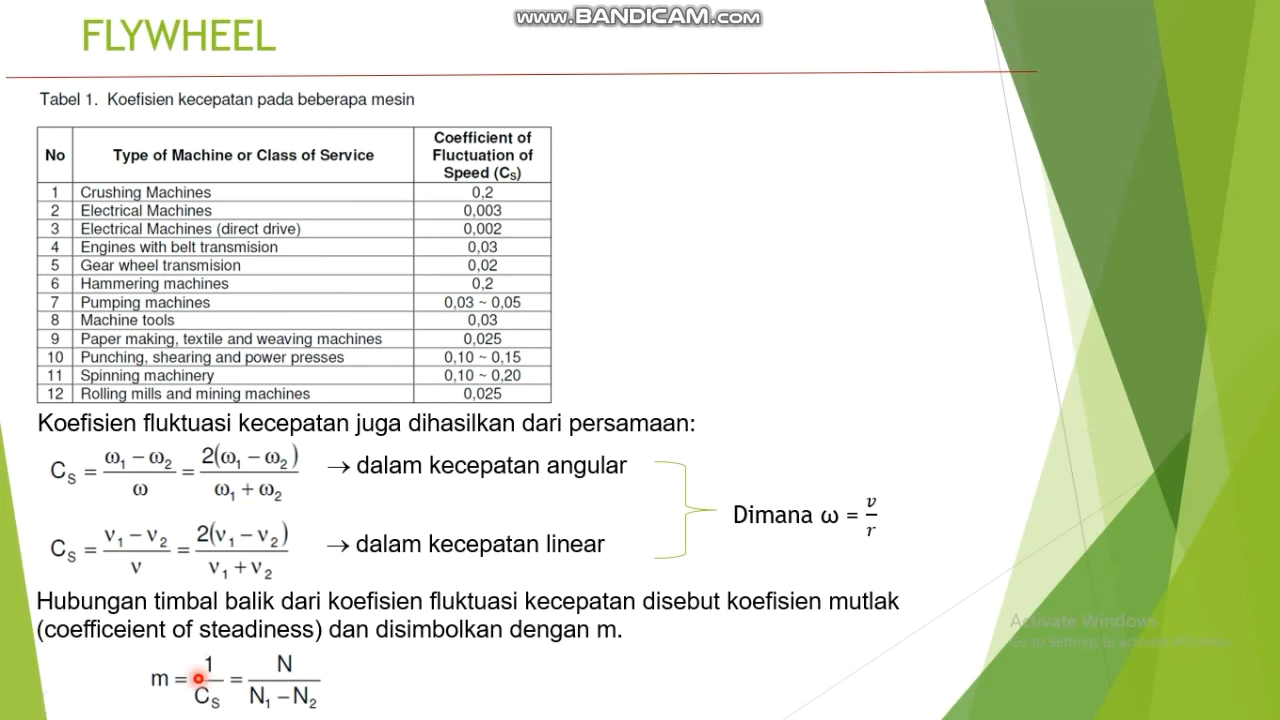 www.BANDICAM.com
FLYWHEEL
Tabel 1. Koefisien kecepatan pada beberapa mesin
No Type of Machine or Class of Service Coefficient of Fluctuation of Speed (Cs)
1 Crushing Machines 0,2
2 Electrical Machines 0,003
3 Electrical Machines (direct drive) 0,002
4 Engines with belt transmision 0,03
5 Gear wheel transmision 0,02
6 Hammering machines 0,2
7 Pumping machines 0,03 ~ 0,05
8 Machine tools 0,03
9 Paper making, textile and weaving machines 0,025
10 Punching, shearing and power presses 0,10 ~ 0,15
11 Spinning machinery 0,10 ~ 0,20
12 Rolling mills and mining machines 0,025
Koefisien fluktuasi kecepatan juga dihasilkan dari persamaan:
Cs = (ω₁ − ω₂)/ω = 2(ω₁ − ω₂)/(ω₁ + ω₂) → dalam kecepatan angular
Dimana ω = v/r
Cs = (v₁ − v₂)/v = 2(v₁ − v₂)/(v₁ + v₂) → dalam kecepatan linear
Hubungan timbal balik dari koefisien fluktuasi kecepatan disebut koefisien mutlak
(coefficeient of steadiness) dan disimbolkan dengan m.
m = 1/Cs = N/(N₁ − N₂)
Activate Windows
Go to Settings to activate Windows.